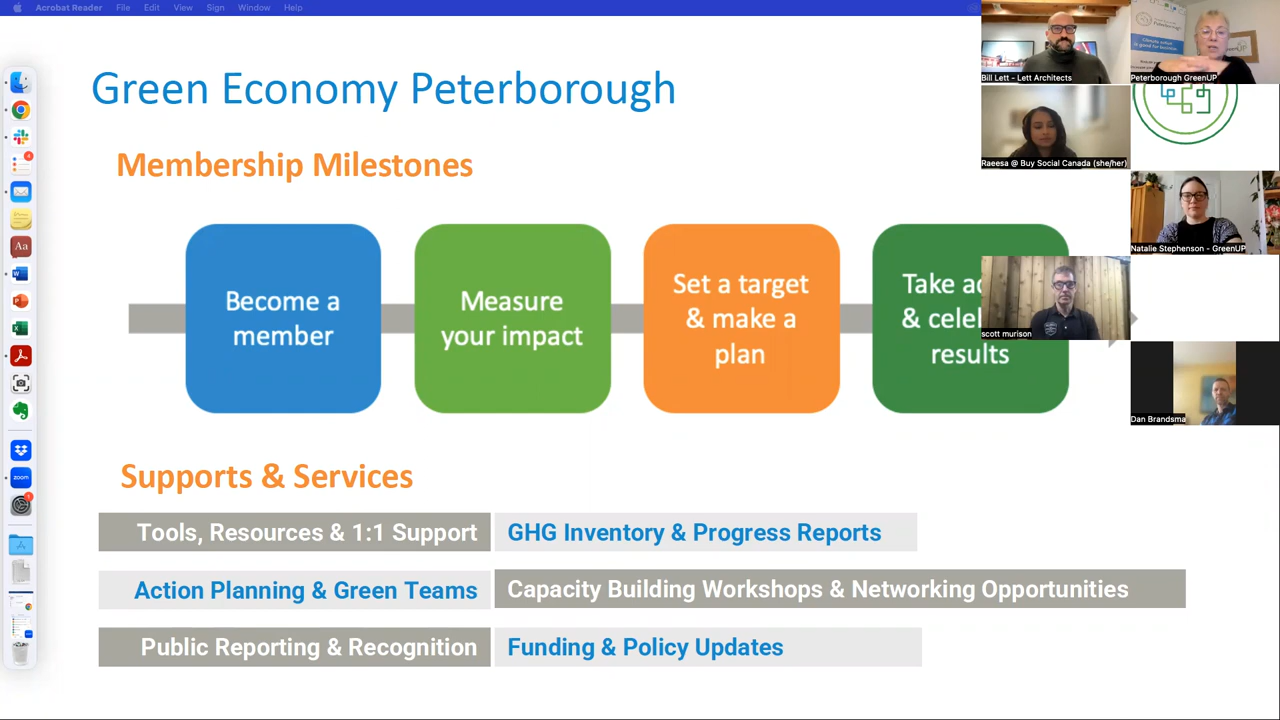 Acrobat Reader File Edit View Sign Window Help
Green Economy Peterborough
Membership Milestones
Become a
member
Measure
your impact
Set a target
& make a
plan
Take ac
& celel
results
Supports & Services
Tools, Resources & 1:1 Support
GHG Inventory & Progress Reports
Action Planning & Green Teams
Capacity Building Workshops & Networking Opportunities
Public Reporting & Recognition
Funding & Policy Updates
Bill Lett - Lett Architects
Peterborough GreenUP
Raeesa @ Buy Social Canada (she/her)
Natalie Stephenson - GreenUP
scott murison
Dan Brandsma
Aa
zoom